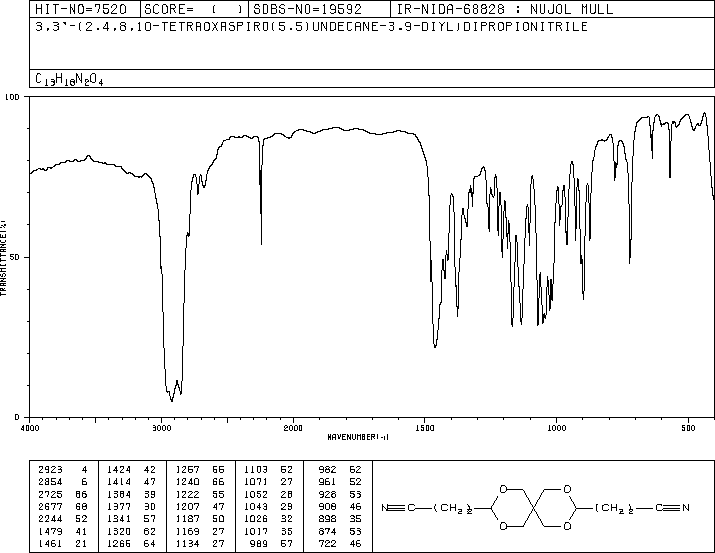 HIT-NO=7520 SCORE= ( ) SDBS-NO=19592 IR-NIDA-68828 : NUJOL MULL
3,3'-(2,4,8,10-TETRAOXASPIRO(5.5)UNDECANE-3,9-DIYL)DIPROPIONITRILE
C13H18N2O4
100
50
0
TRANSMITTANCE(%)
4000 3000 2000 1500 1000 500
WAVENUMBER(-1)
2923 4 1424 42 1257 55 1103 52 982 52
2854 6 1414 47 1240 66 1071 27 961 52
2725 66 1384 39 1222 55 1052 28 928 53
2677 68 1377 30 1207 47 1043 29 908 46
2244 52 1341 57 1187 50 1026 32 898 35
1479 41 1320 62 1169 27 1017 35 874 53
1461 21 1265 64 1134 27 989 57 722 46
N C (CH2)2 O O O O (CH2)2 C N